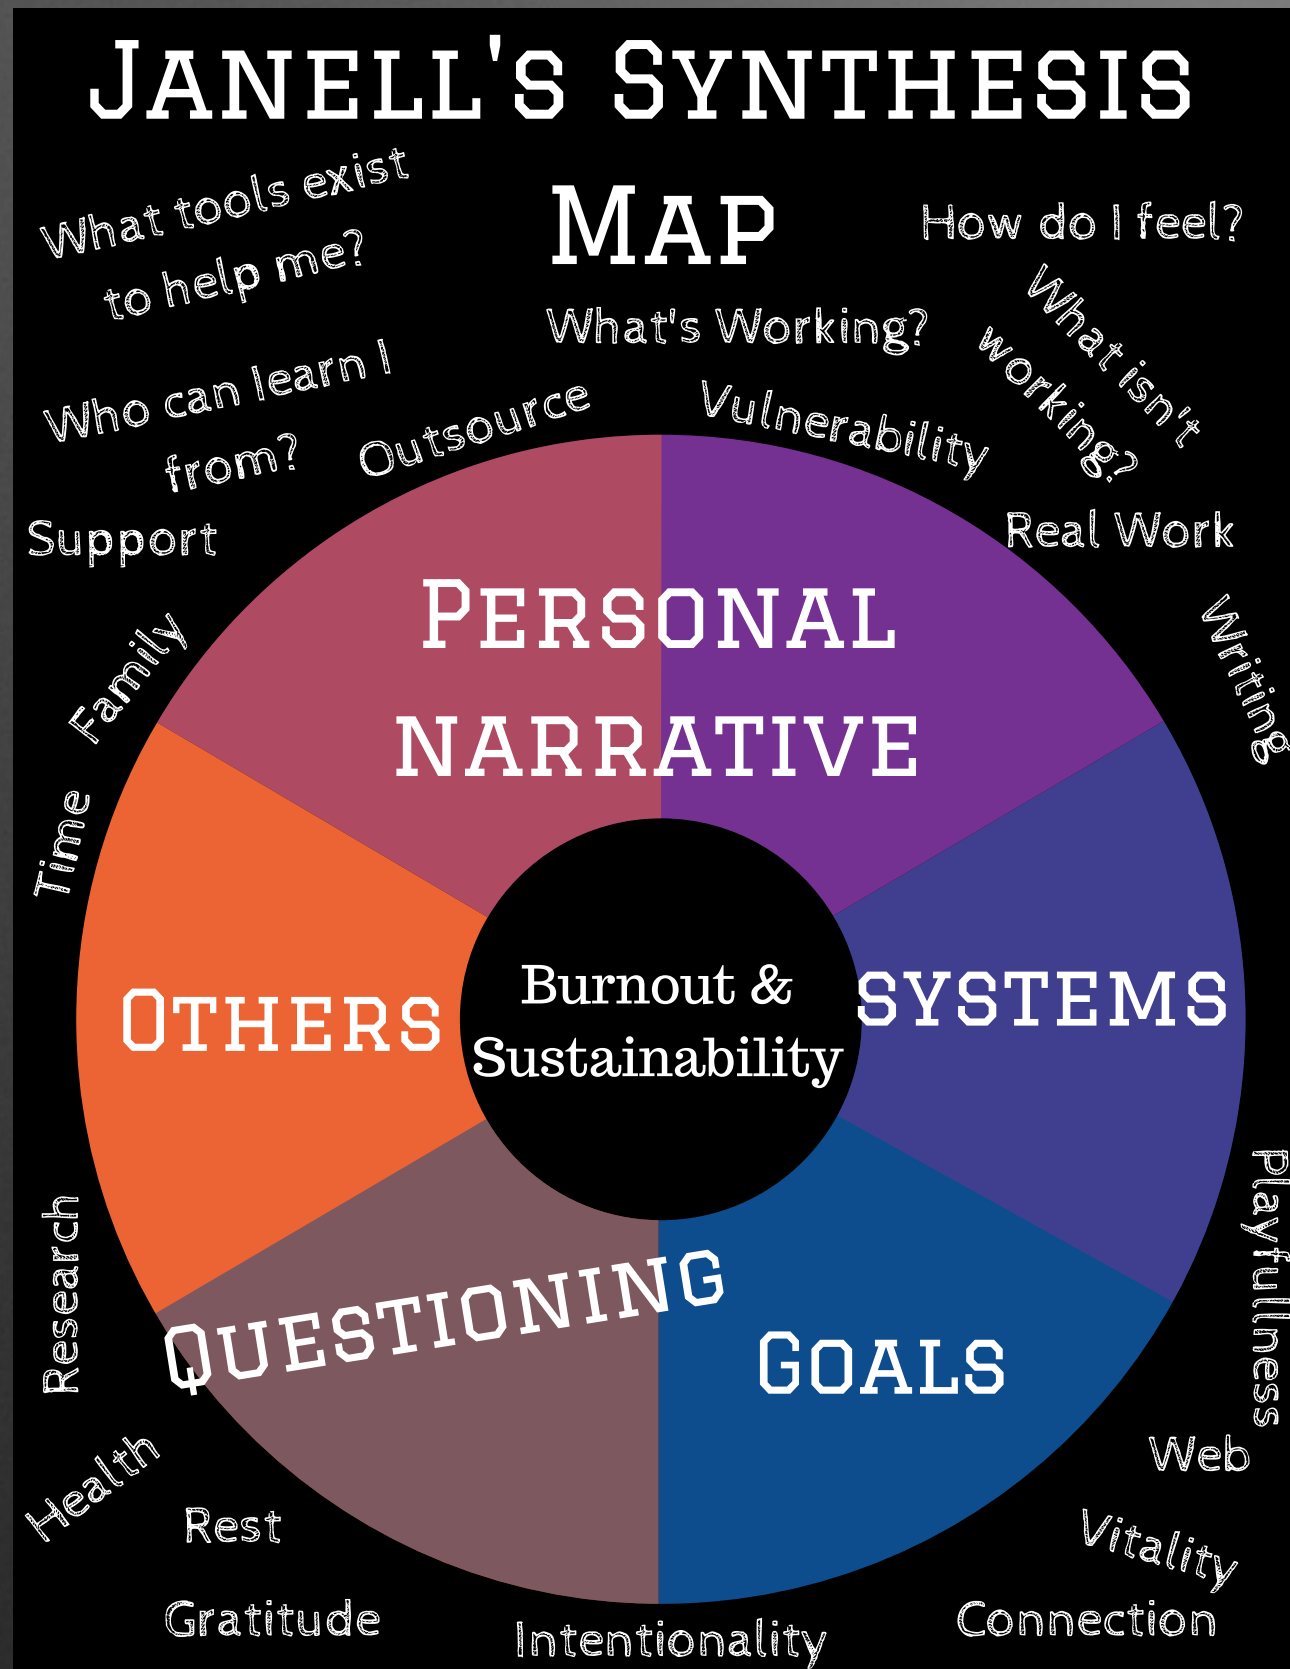 JANELL'S SYNTHESIS
MAP
What tools exist
to help me?
How do I feel?
What's Working?
What isn't
working?
Who can learn I
from?
Outsource
Vulnerability
Support
Real Work
Family
Writing
Time
PERSONAL
NARRATIVE
OTHERS
Burnout &
Sustainability
SYSTEMS
QUESTIONING
GOALS
Research
Playfullness
Health
Web
Rest
Vitality
Gratitude
Intentionality
Connection